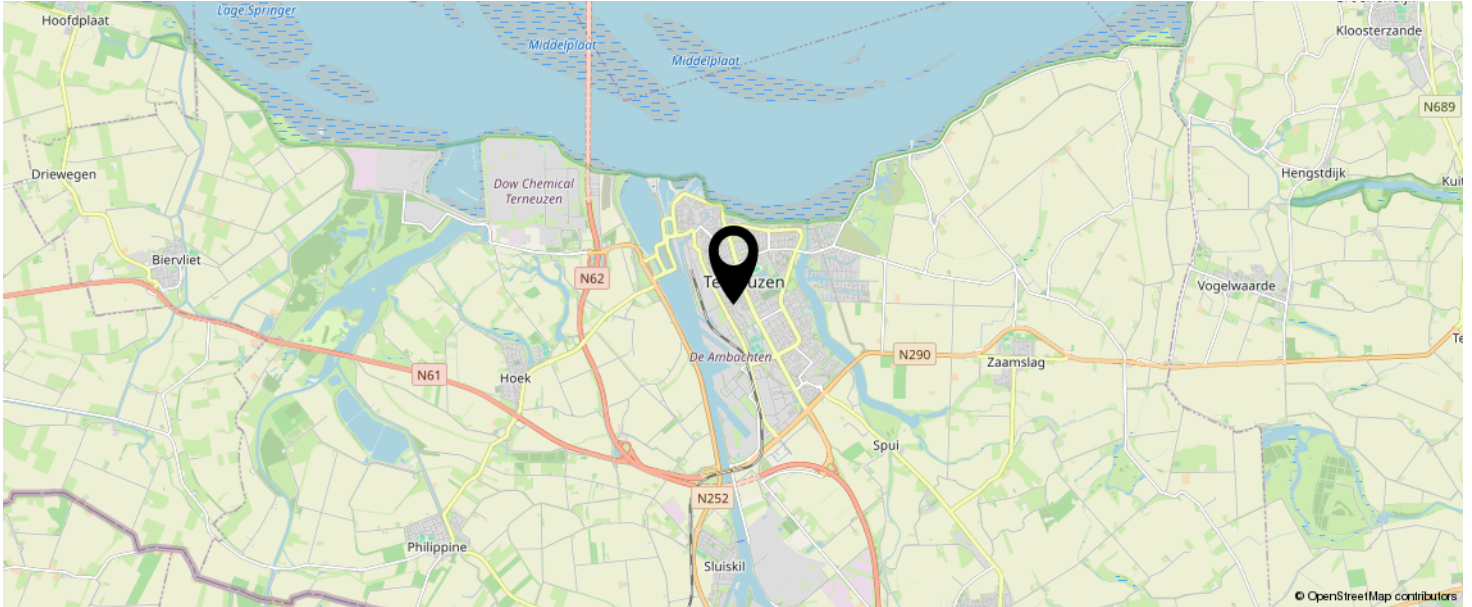 Lage Springer
Hoofdplaat
Middelplaat
Middelplaat
Kloosterzande
N689
Driewegen
Dow Chemical
Terneuzen
Hengstdijk
Biervliet
N62
Vogelwaarde
De Ambachten
N290
Zaamslag
N61
Hoek
Spui
N252
Philippine
Sluiskil
© OpenStreetMap contributors